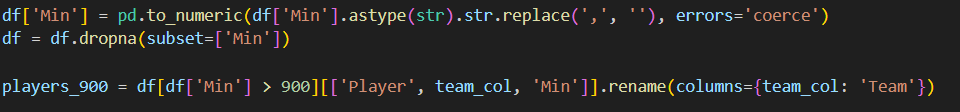 df['Min'] = pd.to_numeric(df['Min'].astype(str).str.replace(',', ''), errors='coerce')
df = df.dropna(subset=['Min'])
players_900 = df[df['Min'] > 900][['Player', team_col, 'Min']].rename(columns={team_col: 'Team'})